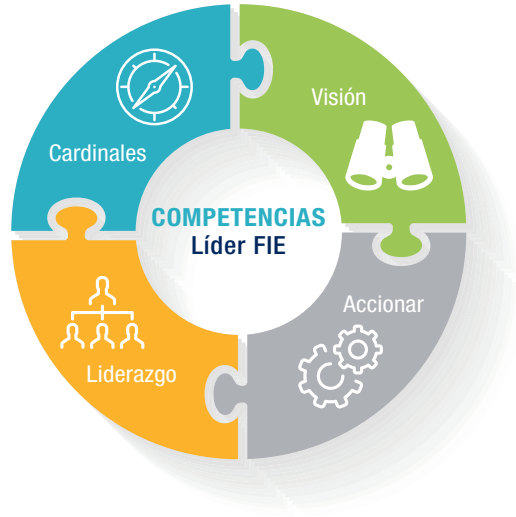 Visión
Cardinales
COMPETENCIAS
Líder FIE
Accionar
Liderazgo